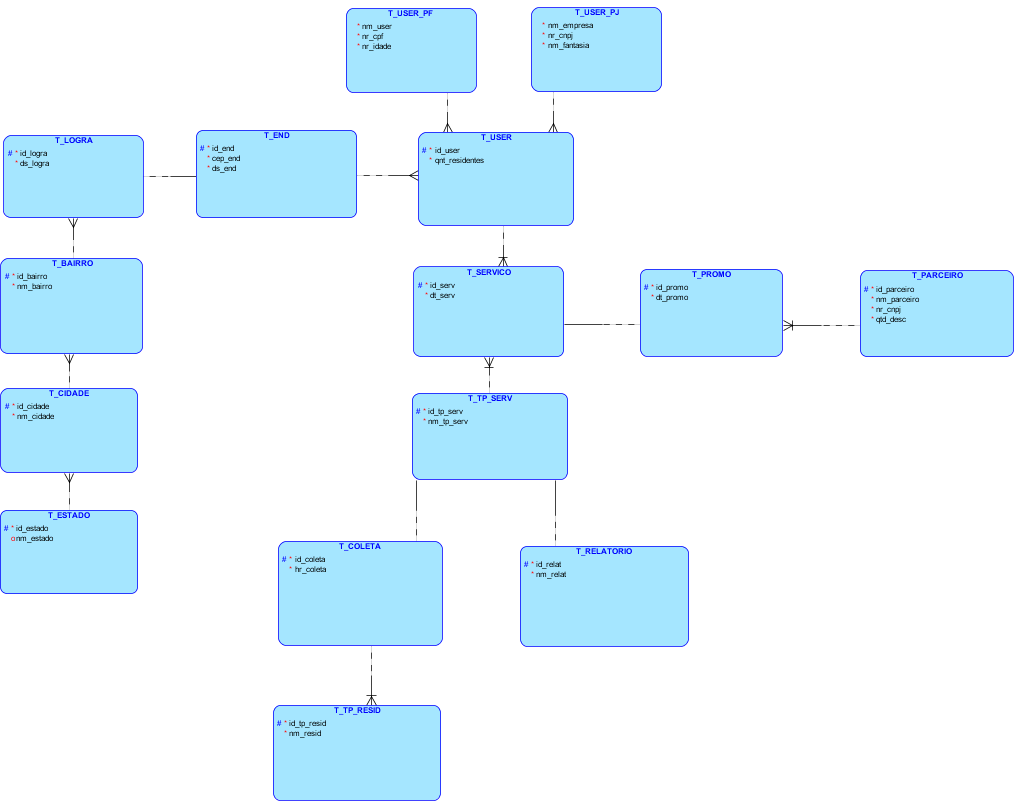 T_USER_PF
* nm_user
* nr_cpf
* nr_idade
T_USER_PJ
* nm_empresa
* nr_cnpj
* nm_fantasia
T_LOGRA
# * id_logra
* ds_logra
T_END
# * id_end
* cep_end
* ds_end
T_USER
# * id_user
* qnt_residentes
T_BAIRRO
# * id_bairro
* nm_bairro
T_SERVICO
# * id_serv
* dt_serv
T_PROMO
# * id_promo
* dt_promo
T_PARCEIRO
# * id_parceiro
* nm_parceiro
* nr_cnpj
* qtd_desc
T_CIDADE
# * id_cidade
* nm_cidade
T_TP_SERV
# * id_tp_serv
* nm_tp_serv
T_ESTADO
# * id_estado
o nm_estado
T_COLETA
# * id_coleta
* hr_coleta
T_RELATORIO
# * id_relat
* nm_relat
T_TP_RESID
# * id_tp_resid
* nm_resid